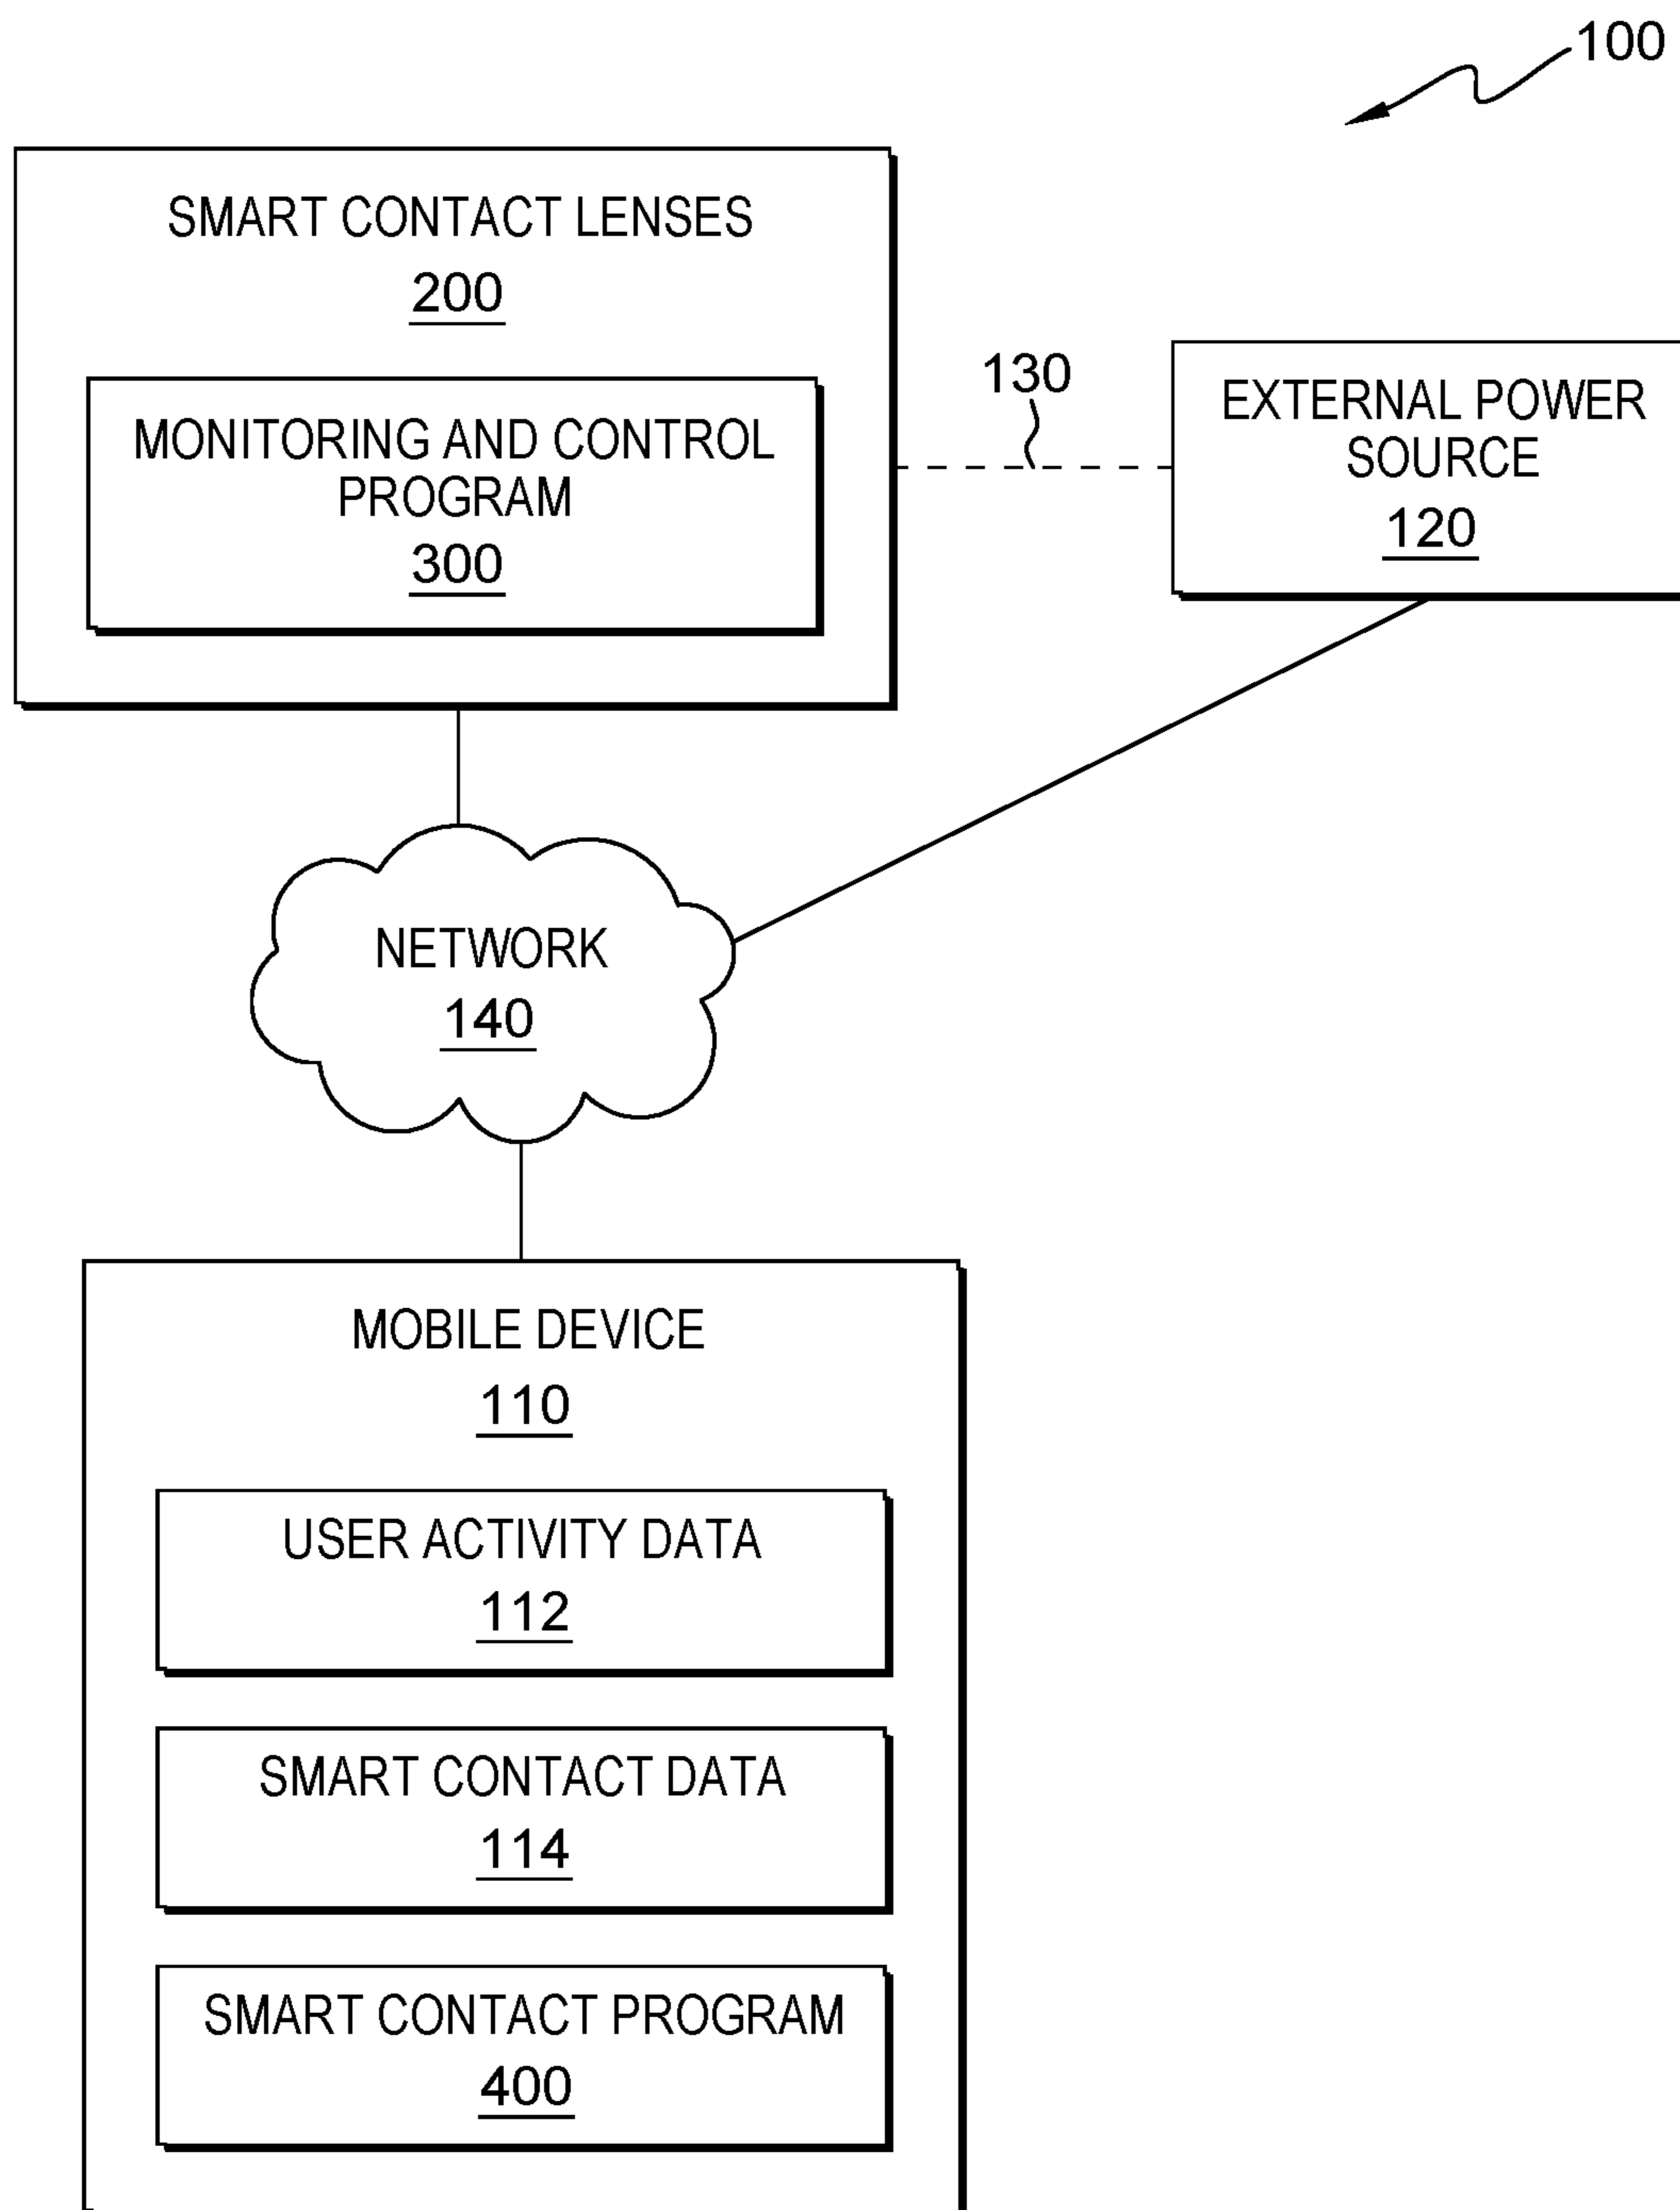 100
SMART CONTACT LENSES
200
MONITORING AND CONTROL
PROGRAM
300
130
EXTERNAL POWER
SOURCE
120
NETWORK
140
MOBILE DEVICE
110
USER ACTIVITY DATA
112
SMART CONTACT DATA
114
SMART CONTACT PROGRAM
400